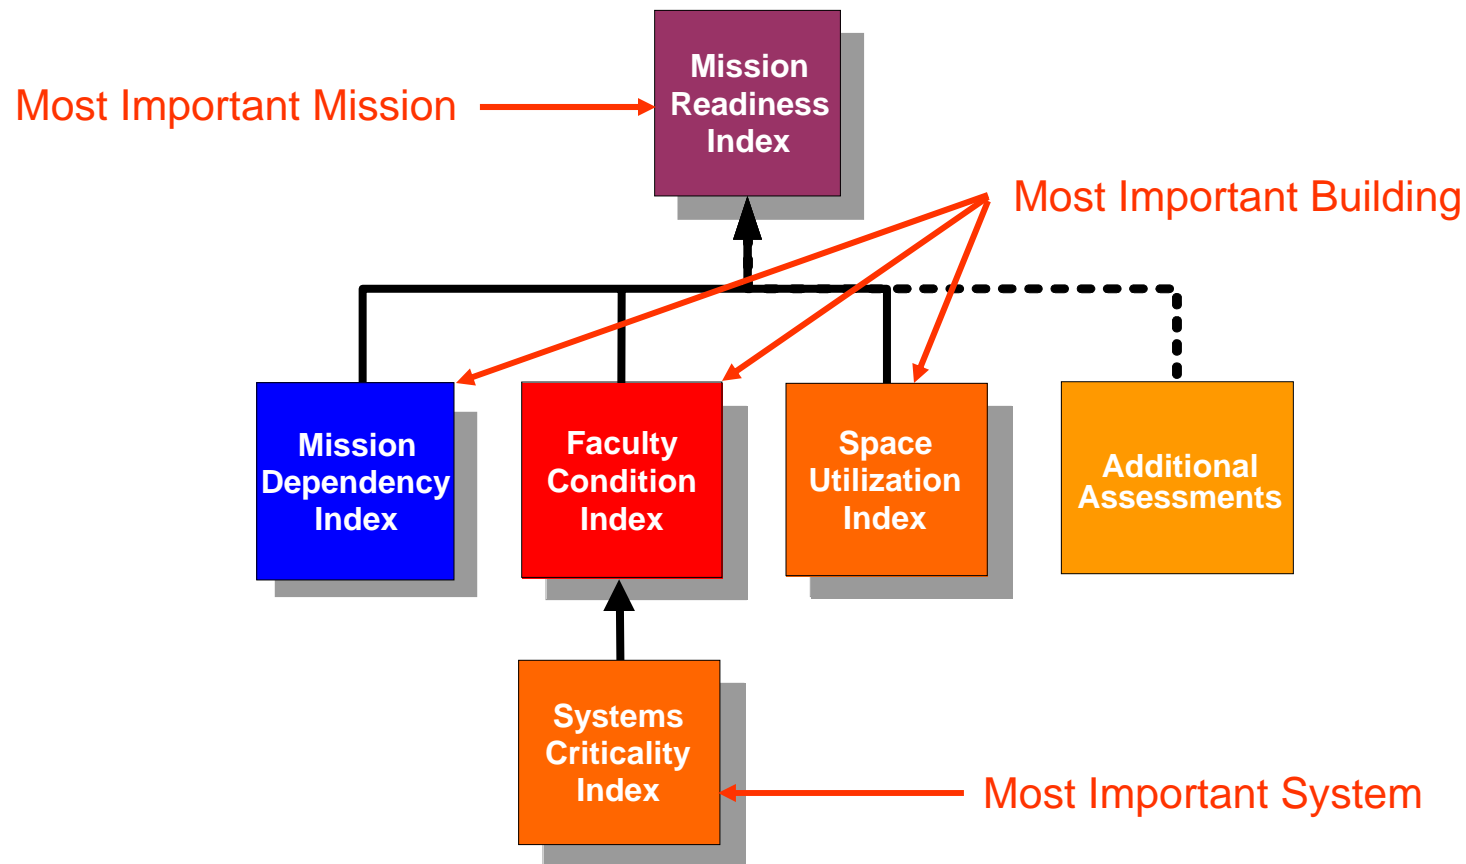 Mission
Readiness
Index
Most Important Mission
Most Important Building
Mission
Dependency
Index
Faculty
Condition
Index
Space
Utilization
Index
Additional
Assessments
Systems
Criticality
Index
Most Important System